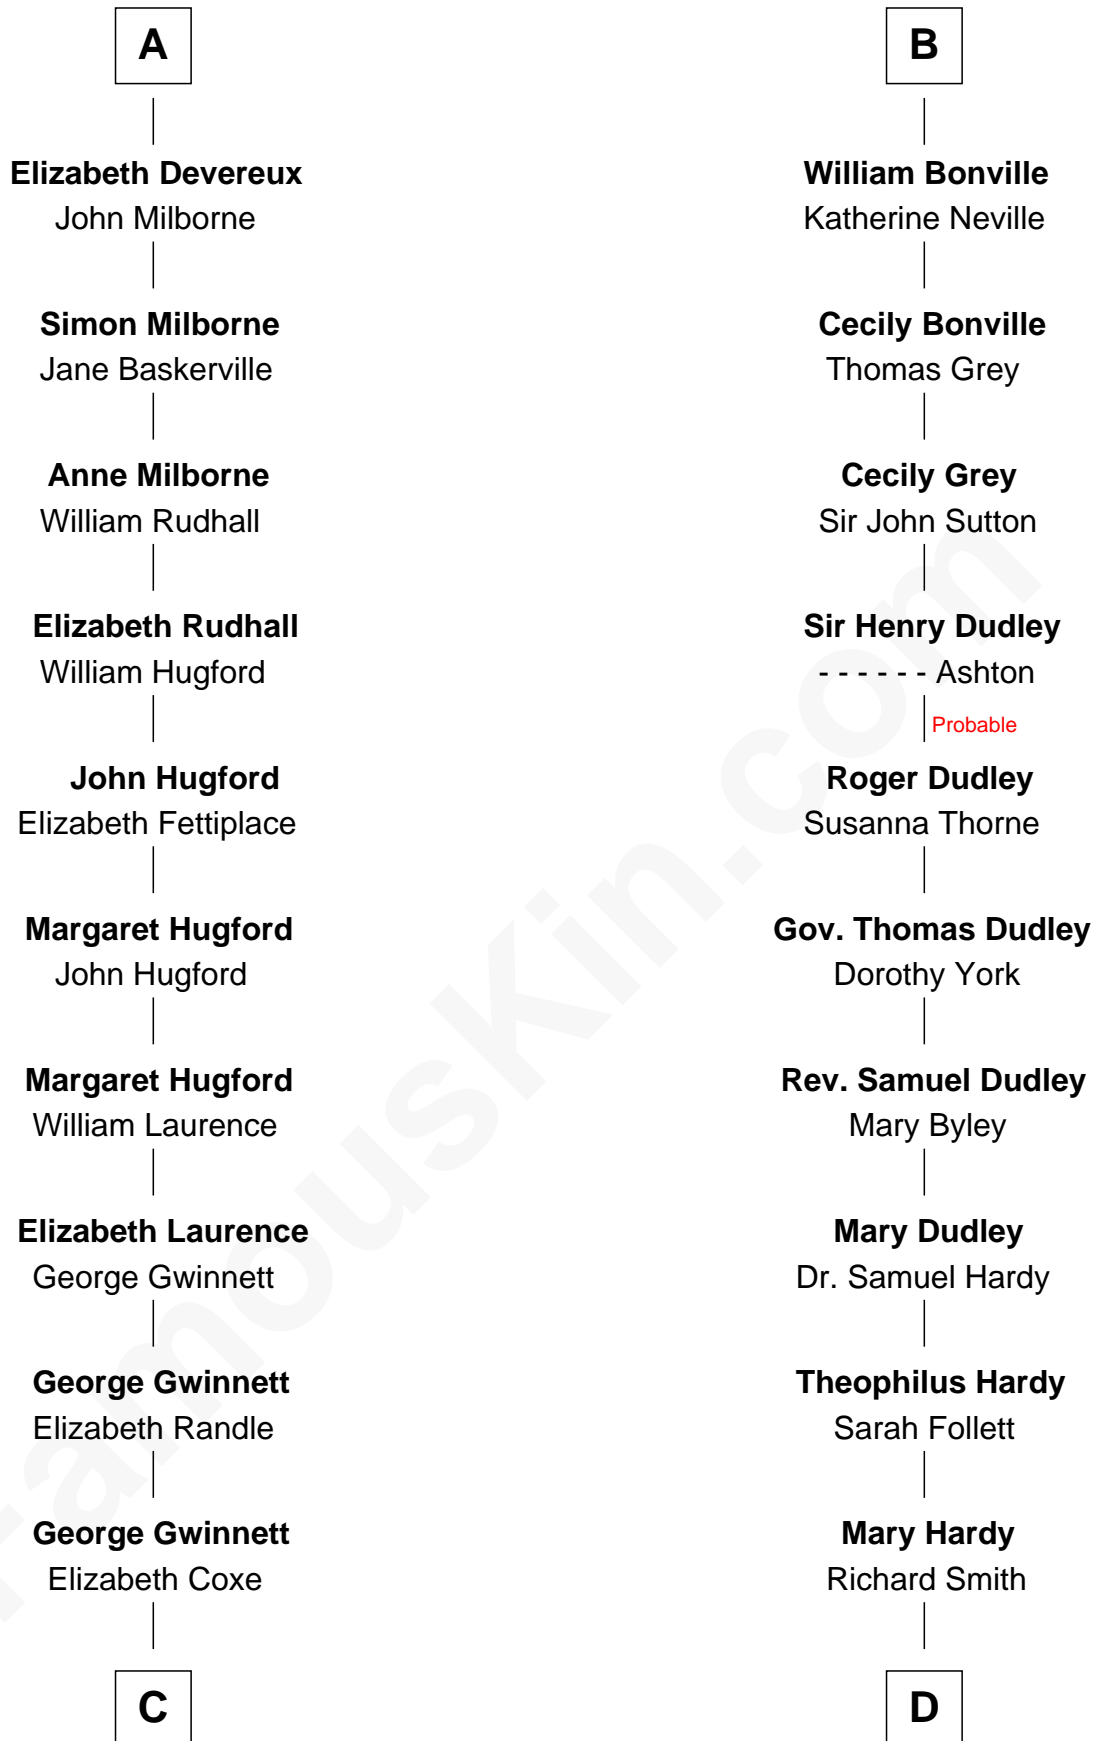 A
Elizabeth Devereux
John Milborne
Simon Milborne
Jane Baskerville
Anne Milborne
William Rudhall
Elizabeth Rudhall
William Hugford
John Hugford
Elizabeth Fettiplace
Margaret Hugford
John Hugford
Margaret Hugford
William Laurence
Elizabeth Laurence
George Gwinnett
George Gwinnett
Elizabeth Randle
George Gwinnett
Elizabeth Coxe
C
B
William Bonville
Katherine Neville
Cecily Bonville
Thomas Grey
Cecily Grey
Sir John Sutton
Sir Henry Dudley
- - - - - - Ashton
Probable
Roger Dudley
Susanna Thorne
Gov. Thomas Dudley
Dorothy York
Rev. Samuel Dudley
Mary Byley
Mary Dudley
Dr. Samuel Hardy
Theophilus Hardy
Sarah Follett
Mary Hardy
Richard Smith
D
FamousKin.com